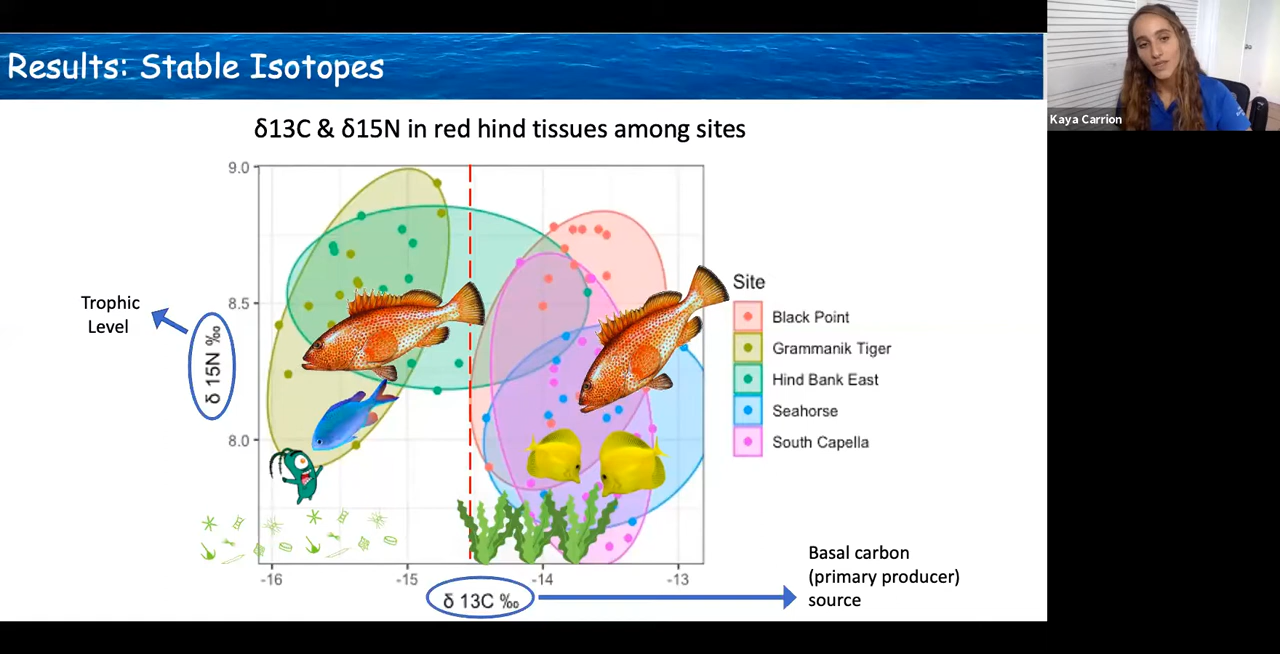 Results: Stable Isotopes
Kaya Carrion
δ13C & δ15N in red hind tissues among sites
9.0
8.5
8.0
Trophic
Level
δ 15N ‰
-16
-15
-14
-13
δ 13C ‰
Site
Black Point
Grammanik Tiger
Hind Bank East
Seahorse
South Capella
Basal carbon
(primary producer)
source